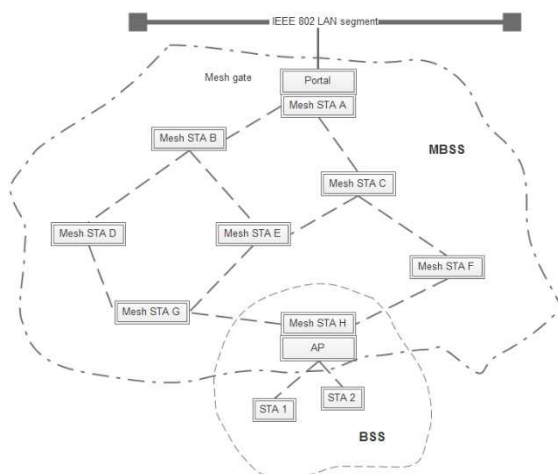 IEEE 802 LAN segment
Mesh gate
Portal
Mesh STA A
Mesh STA B
MBSS
Mesh STA C
Mesh STA D
Mesh STA E
Mesh STA F
Mesh STA G
Mesh STA H
AP
STA 1
STA 2
BSS